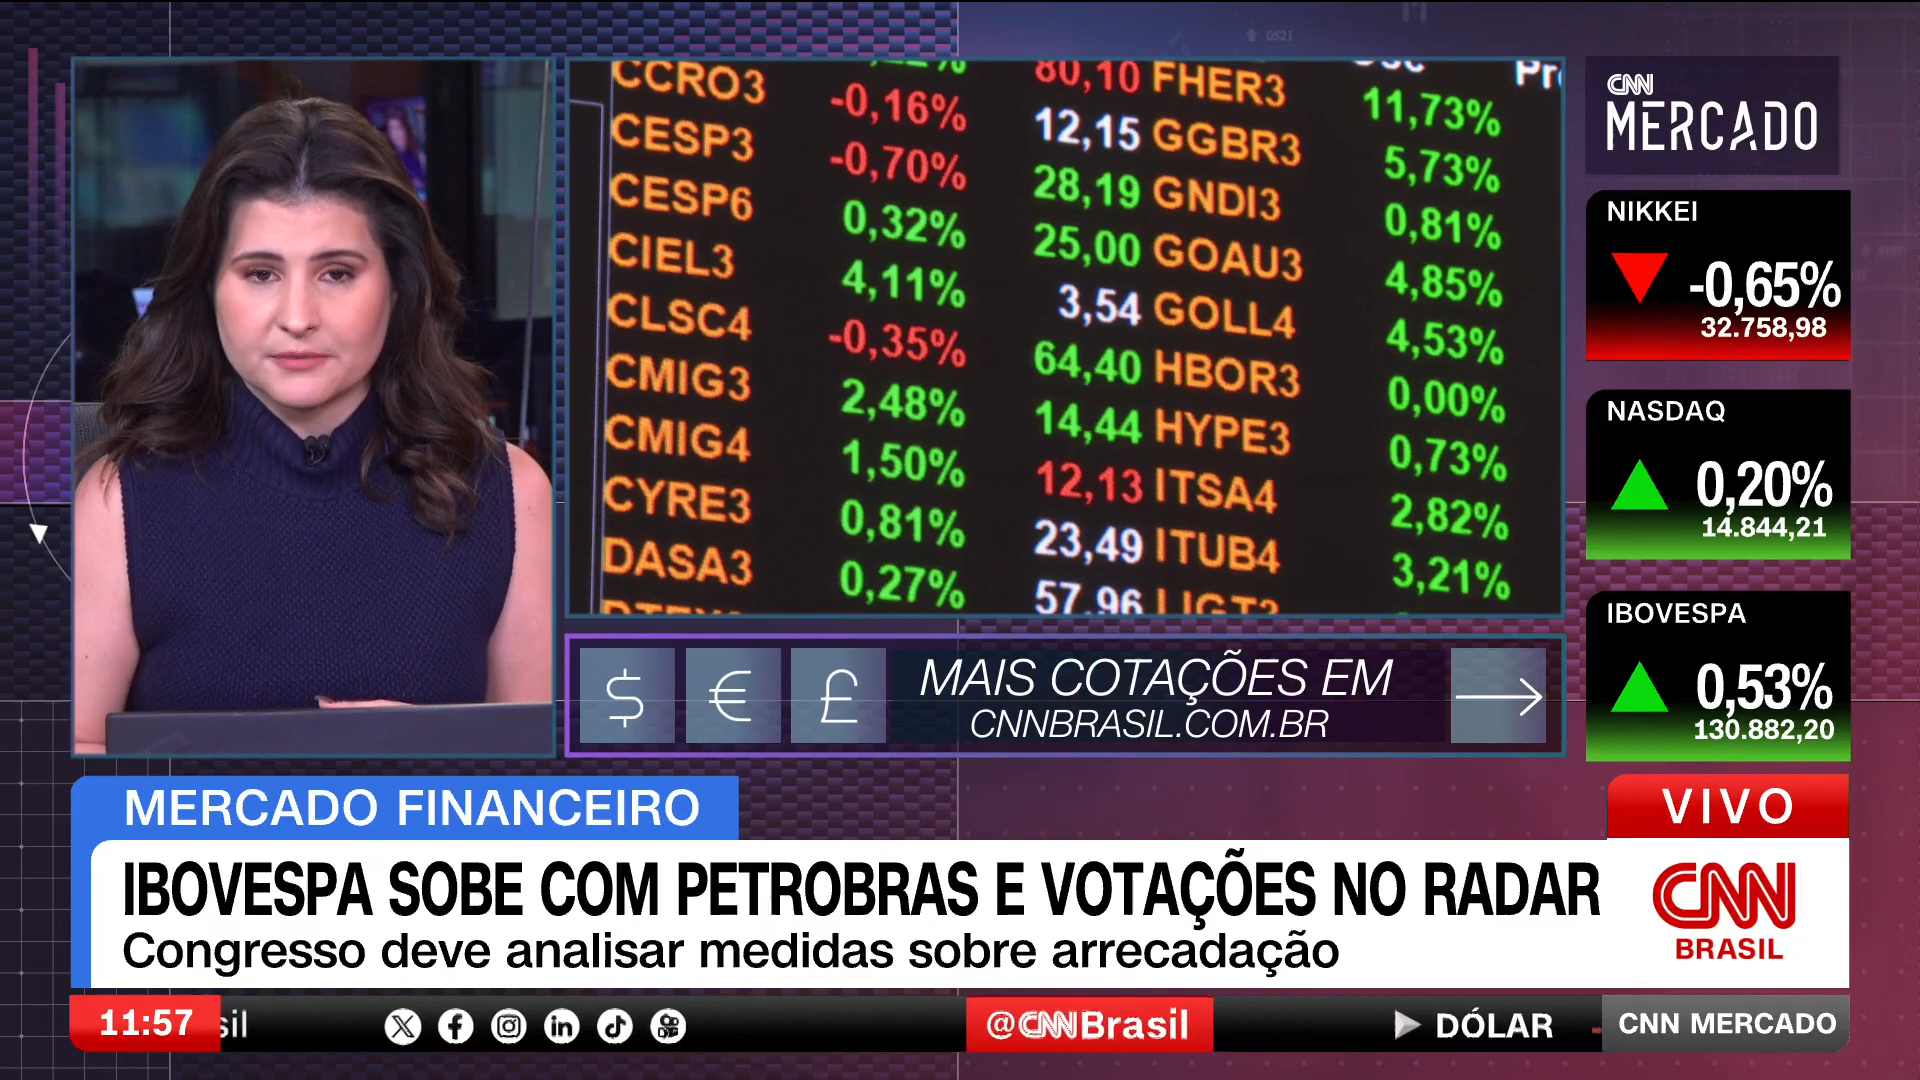 CCRO3
CESP3
CESP6
CIEL3
CLSC4
CMIG3
CMIG4
CYRE3
DASA3
-0,16%
-0,70%
0,32%
4,11%
-0,35%
2,48%
1,50%
0,81%
0,27%
80,10
12,15
28,19
25,00
3,54
64,40
14,44
12,13
23,49
57,96
FHER3
GGBR3
GNDI3
GOAU3
GOLL4
HBOR3
HYPE3
ITSA4
ITUB4
LIGT3
11,73%
5,73%
0,81%
4,85%
4,53%
0,00%
0,73%
2,82%
3,21%
CNN
MERCADO
NIKKEI
-0,65%
32.758,98
NASDAQ
0,20%
14.844,21
IBOVESPA
0,53%
130.882,20
$ € £
MAIS COTAÇÕES EM
CNNBRASIL.COM.BR
MERCADO FINANCEIRO
VIVO
IBOVESPA SOBE COM PETROBRAS E VOTAÇÕES NO RADAR
Congresso deve analisar medidas sobre arrecadação
CNN
BRASIL
11:57 sil @CNNBrasil DÓLAR - CNN MERCADO